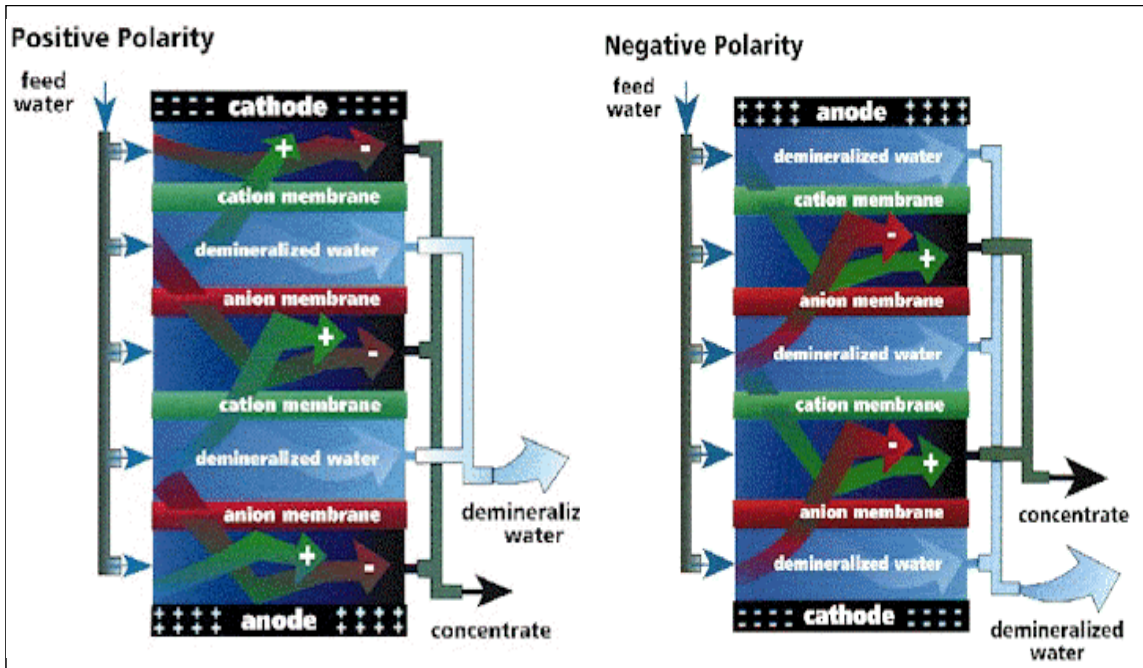 Positive Polarity
feed
water
- - - - cathode - - - -
+ -
cation membrane
demineralized water
anion membrane
+
-
cation membrane
demineralized water
anion membrane
+
-
+ + + + anode + + + +
demineraliz
water
concentrate
Negative Polarity
feed
water
+ + + + anode + + + +
demineralized water
cation membrane
-
+
anion membrane
demineralized water
cation membrane
-
+
anion membrane
demineralized water
- - - - cathode - - - -
concentrate
demineralized
water